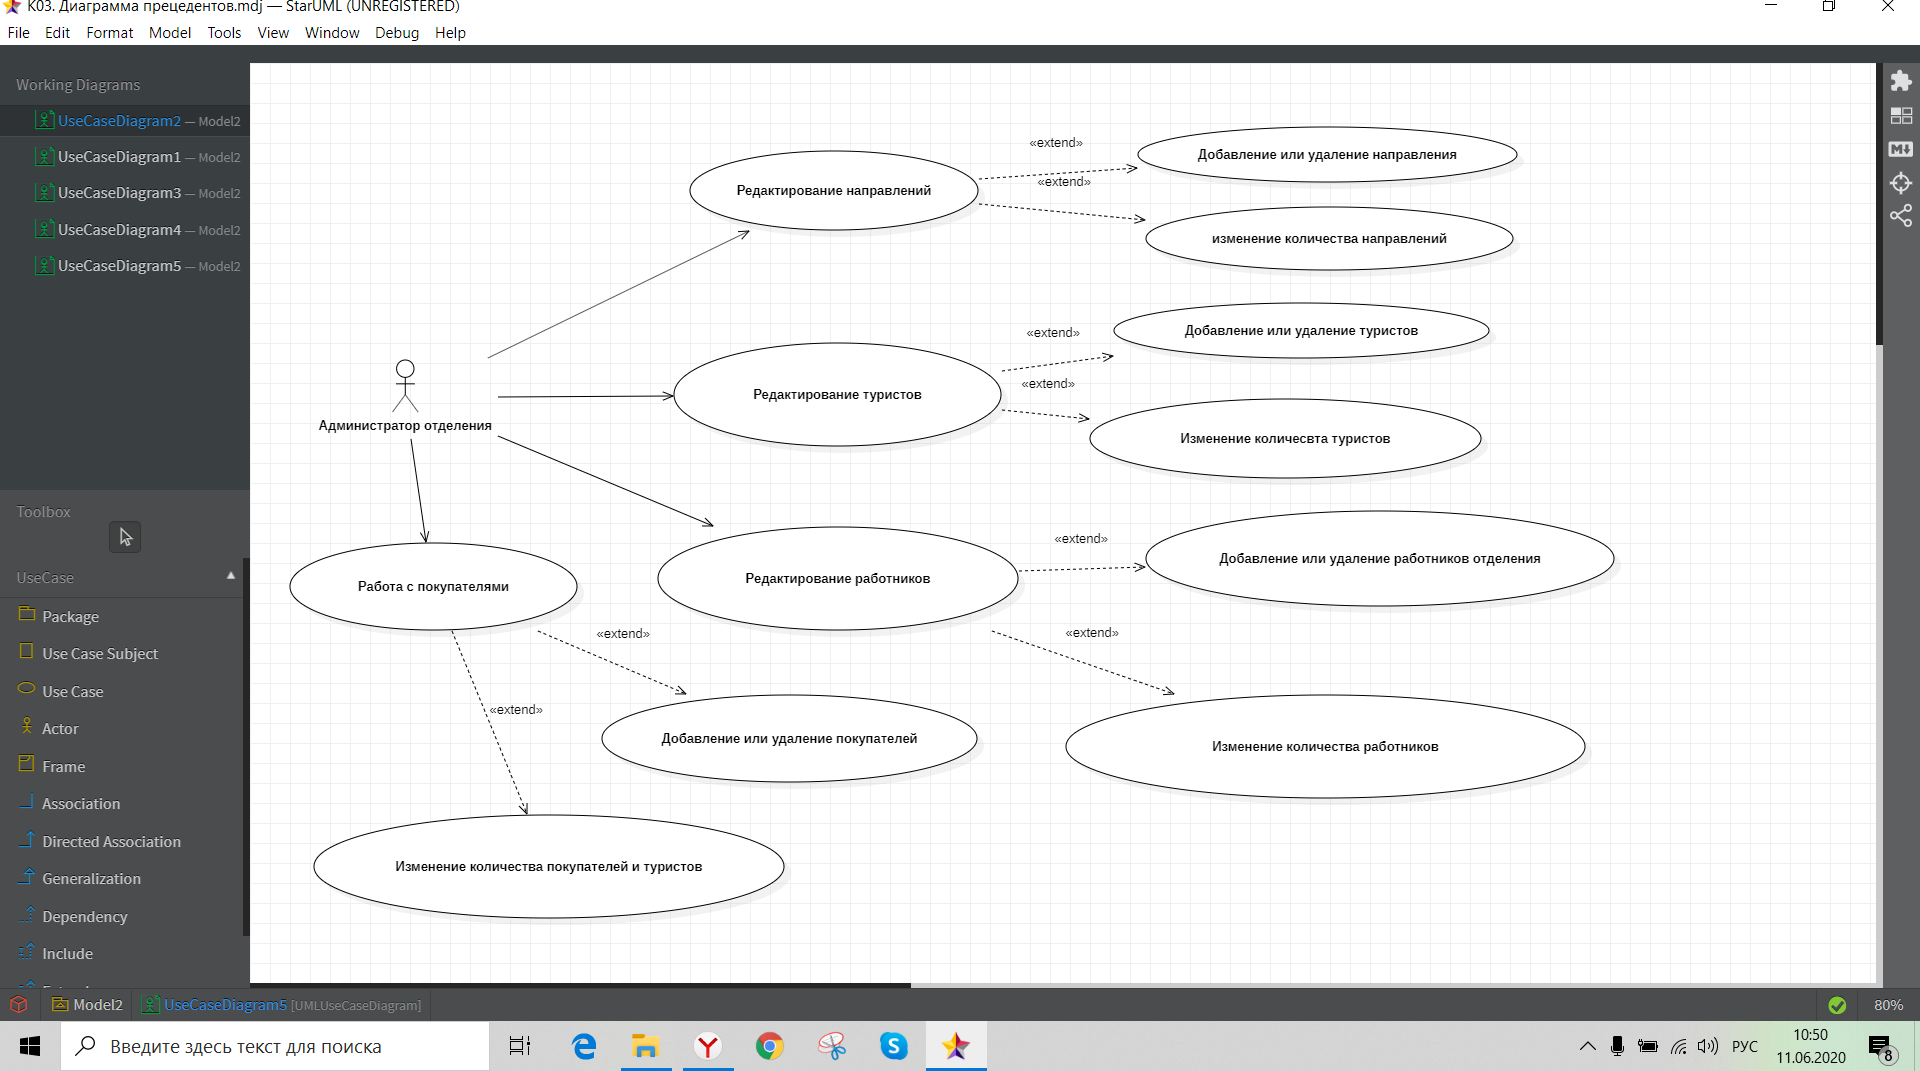 К03. Диаграмма прецедентов.mdj — StarUML (UNREGISTERED)
File Edit Format Model Tools View Window Debug Help
Working Diagrams
UseCaseDiagram2 — Model2
UseCaseDiagram1 — Model2
UseCaseDiagram3 — Model2
UseCaseDiagram4 — Model2
UseCaseDiagram5 — Model2
Toolbox
UseCase
Package
Use Case Subject
Use Case
Actor
Frame
Association
Directed Association
Generalization
Dependency
Include
«extend»
Добавление или удаление направления
Редактирование направлений
«extend»
изменение количества направлений
«extend»
Добавление или удаление туристов
«extend»
Редактирование туристов
Администратор отделения
Изменение количесвта туристов
«extend»
Добавление или удаление работников отделения
Редактирование работников
Работа с покупателями
«extend»
«extend»
«extend»
Добавление или удаление покупателей
Изменение количества работников
Изменение количества покупателей и туристов
Model2 UseCaseDiagram5 [UMLUseCaseDiagram]
80%
Введите здесь текст для поиска
РУС
10:50
11.06.2020
8